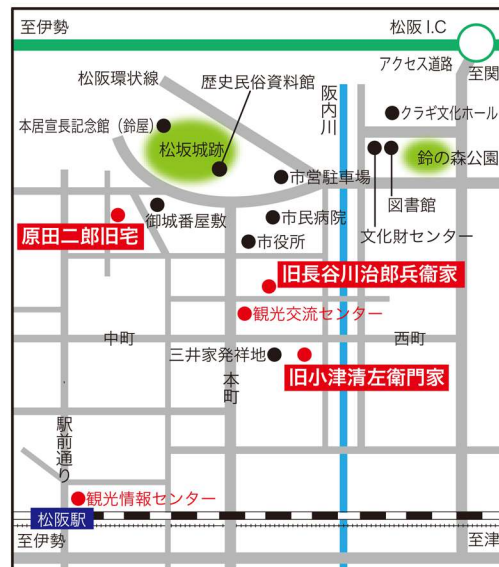 至伊勢
松阪 I.C
アクセス道路
至関
松阪環状線
歴史民俗資料館
阪内川
クラギ文化ホール
本居宣長記念館（鈴屋）
松坂城跡
鈴の森公園
市営駐車場
図書館
御城番屋敷
市民病院
文化財センター
原田二郎旧宅
市役所
旧長谷川治郎兵衞家
観光交流センター
中町
西町
三井家発祥地
本町
旧小津清左衛門家
駅前通り
観光情報センター
松阪駅
至伊勢
至津